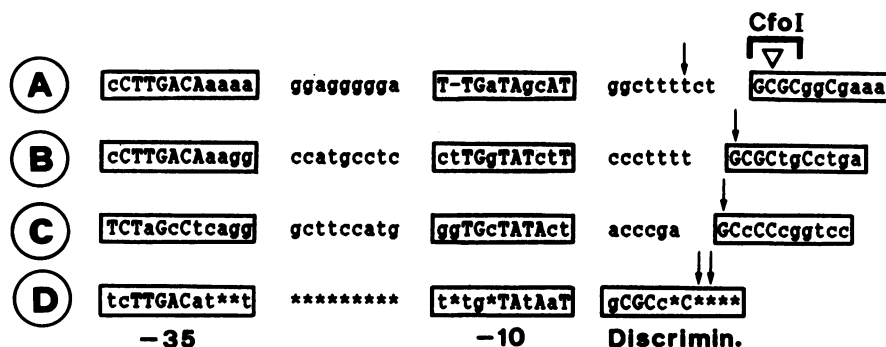 CfoI
A cCTTGACAaaaa ggaggggga T-TGaTAgcAT ggcttttct GCGCggCgaaa
B cCTTGACAaagg ccatgcctc ctTGgTATctT cccttttt GCGCtgCctga
C TCTaGcCtcagg gcttccatg ggTGcTATAct acccga GCcCCcggtcc
D tcTTGACat**t ********* t*tg*TAtAaT gCGCc*C****
-35 -10 Discrimin.